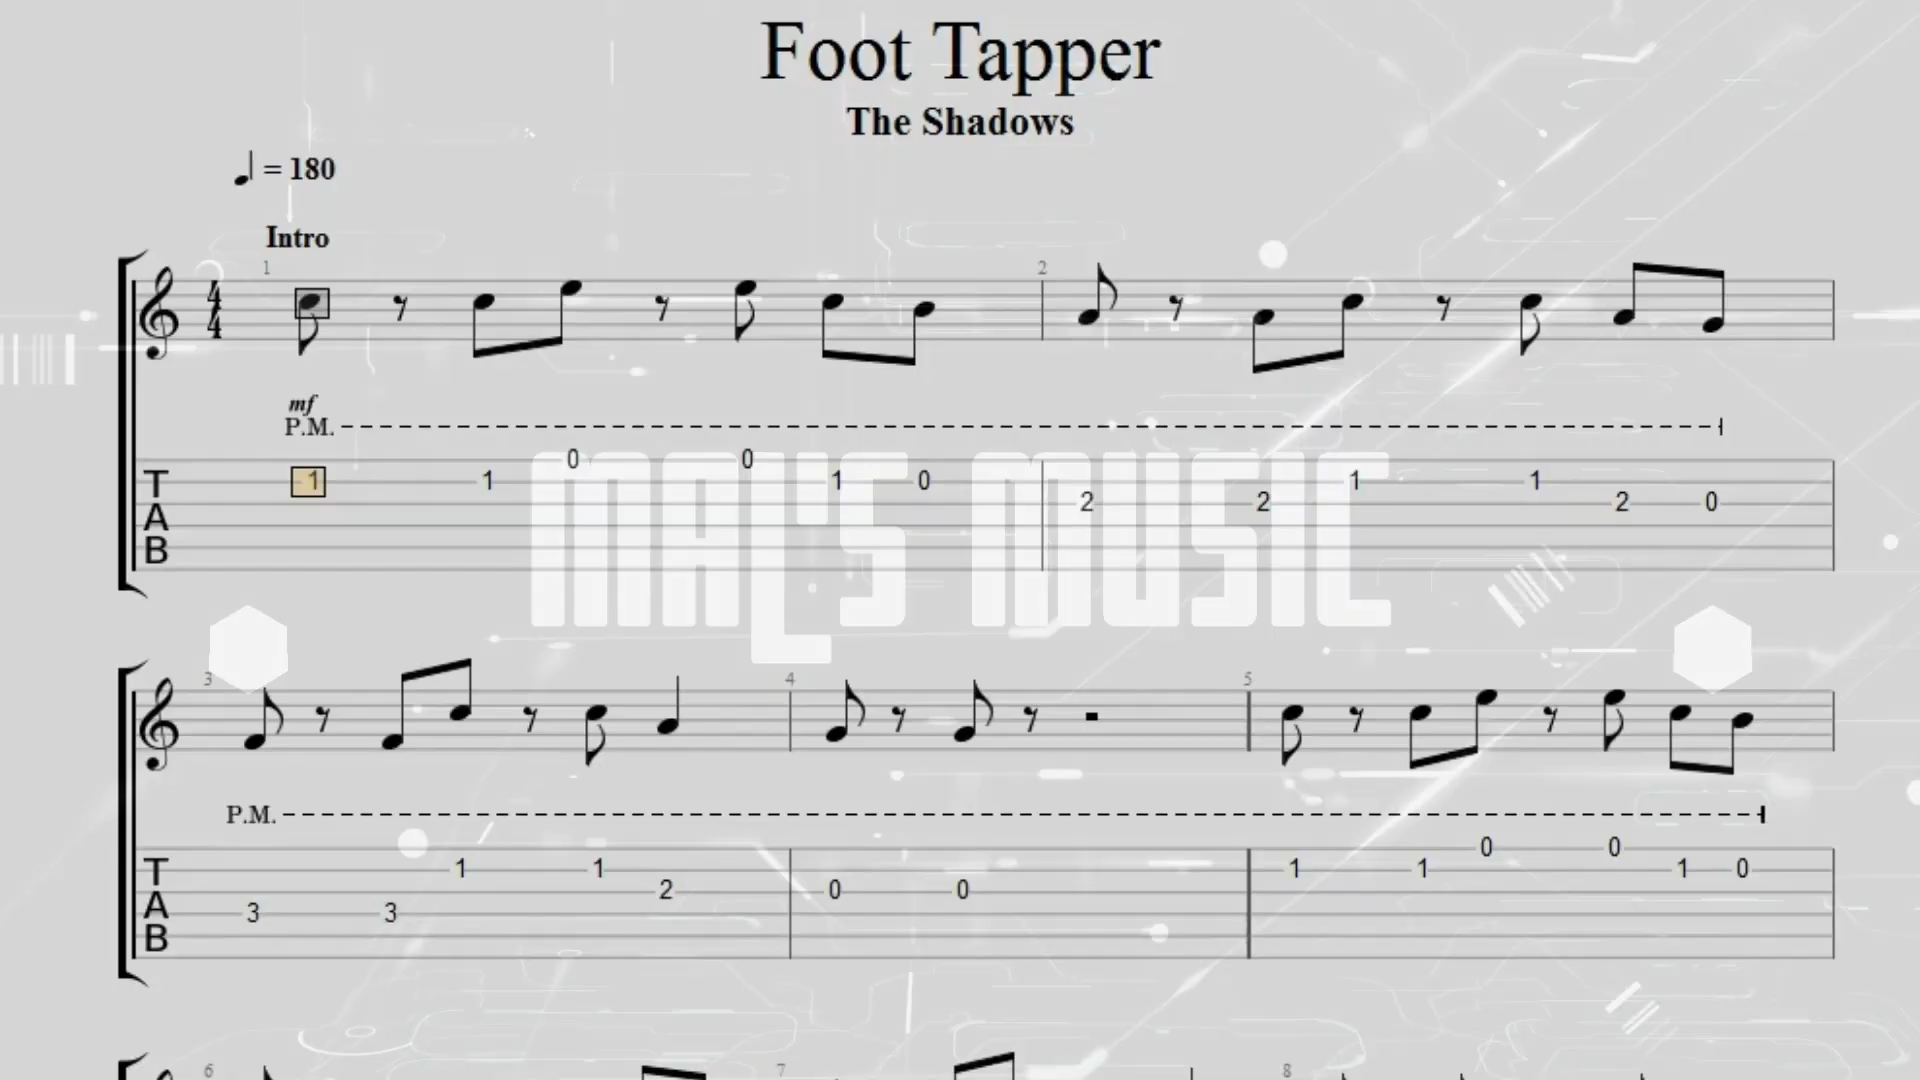 Foot Tapper
The Shadows
= 180
Intro
1
2
4
4
mf
P.M.
T
A
B
1 1 0 0 1 0 2 2 1 1 2 0
MAL'S MUSIC
3
4
5
P.M.
T
A
B
3 3 1 1 2 0 0 1 1 0 0 1 0
6
7
8